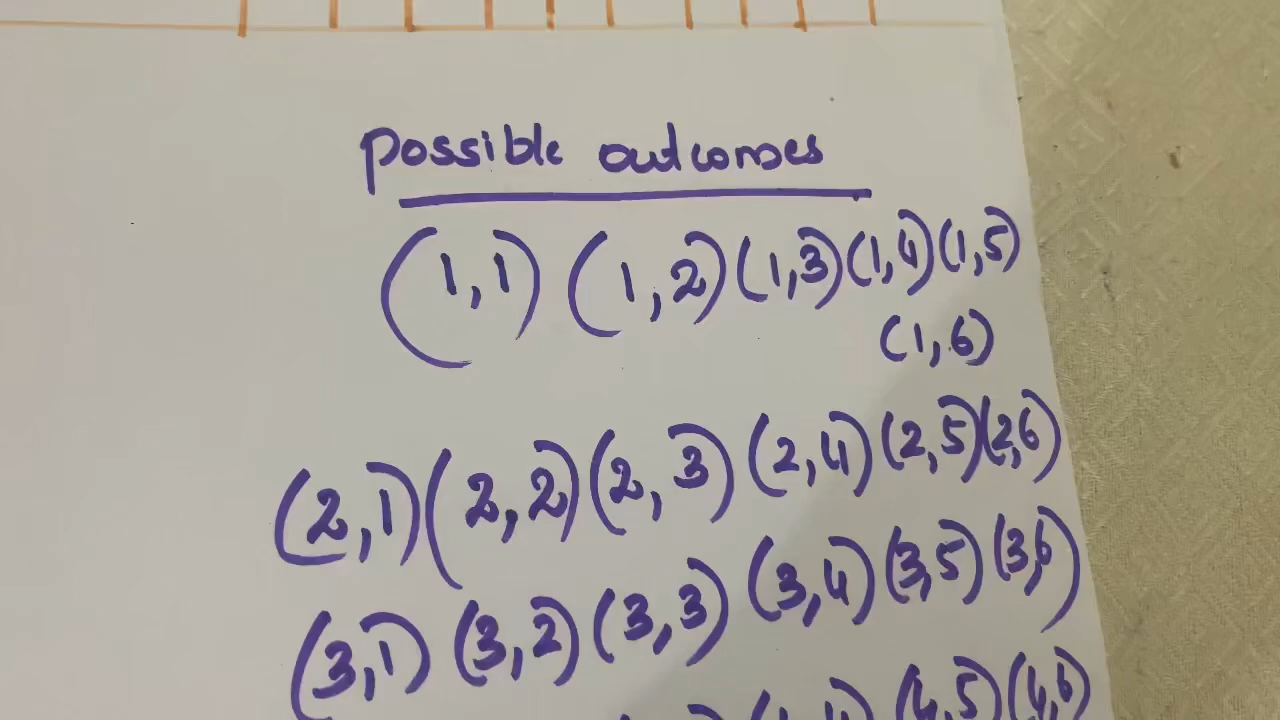 possible outcomes
(1,1) (1,2) (1,3) (1,4) (1,5)
(1,6)
(2,1) (2,2) (2,3) (2,4) (2,5) (2,6)
(3,1) (3,2) (3,3) (3,4) (3,5) (3,6)
(4,5) (4,6)